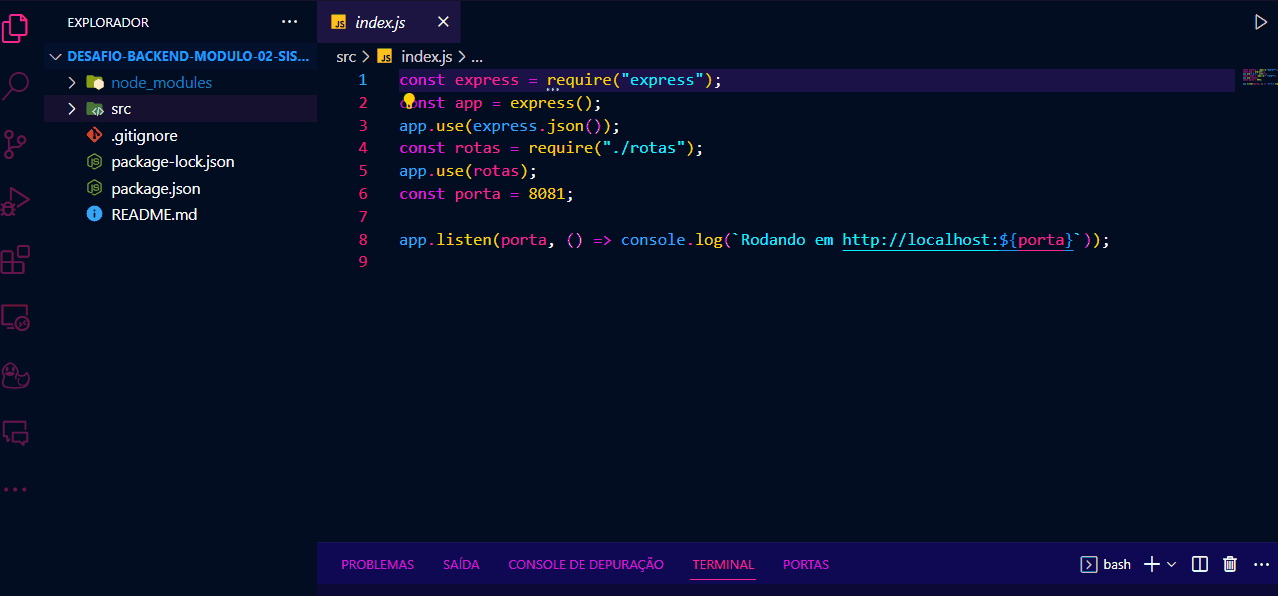 EXPLORADOR
DESAFIO-BACKEND-MODULO-02-SIS...
node_modules
src
.gitignore
package-lock.json
package.json
README.md
JS index.js
src > JS index.js > ...
1 const express = require("express");
2 const app = express();
3 app.use(express.json());
4 const rotas = require("./rotas");
5 app.use(rotas);
6 const porta = 8081;
7
8 app.listen(porta, () => console.log(`Rodando em http://localhost:${porta}`));
9
PROBLEMAS SAÍDA CONSOLE DE DEPURAÇÃO TERMINAL PORTAS bash